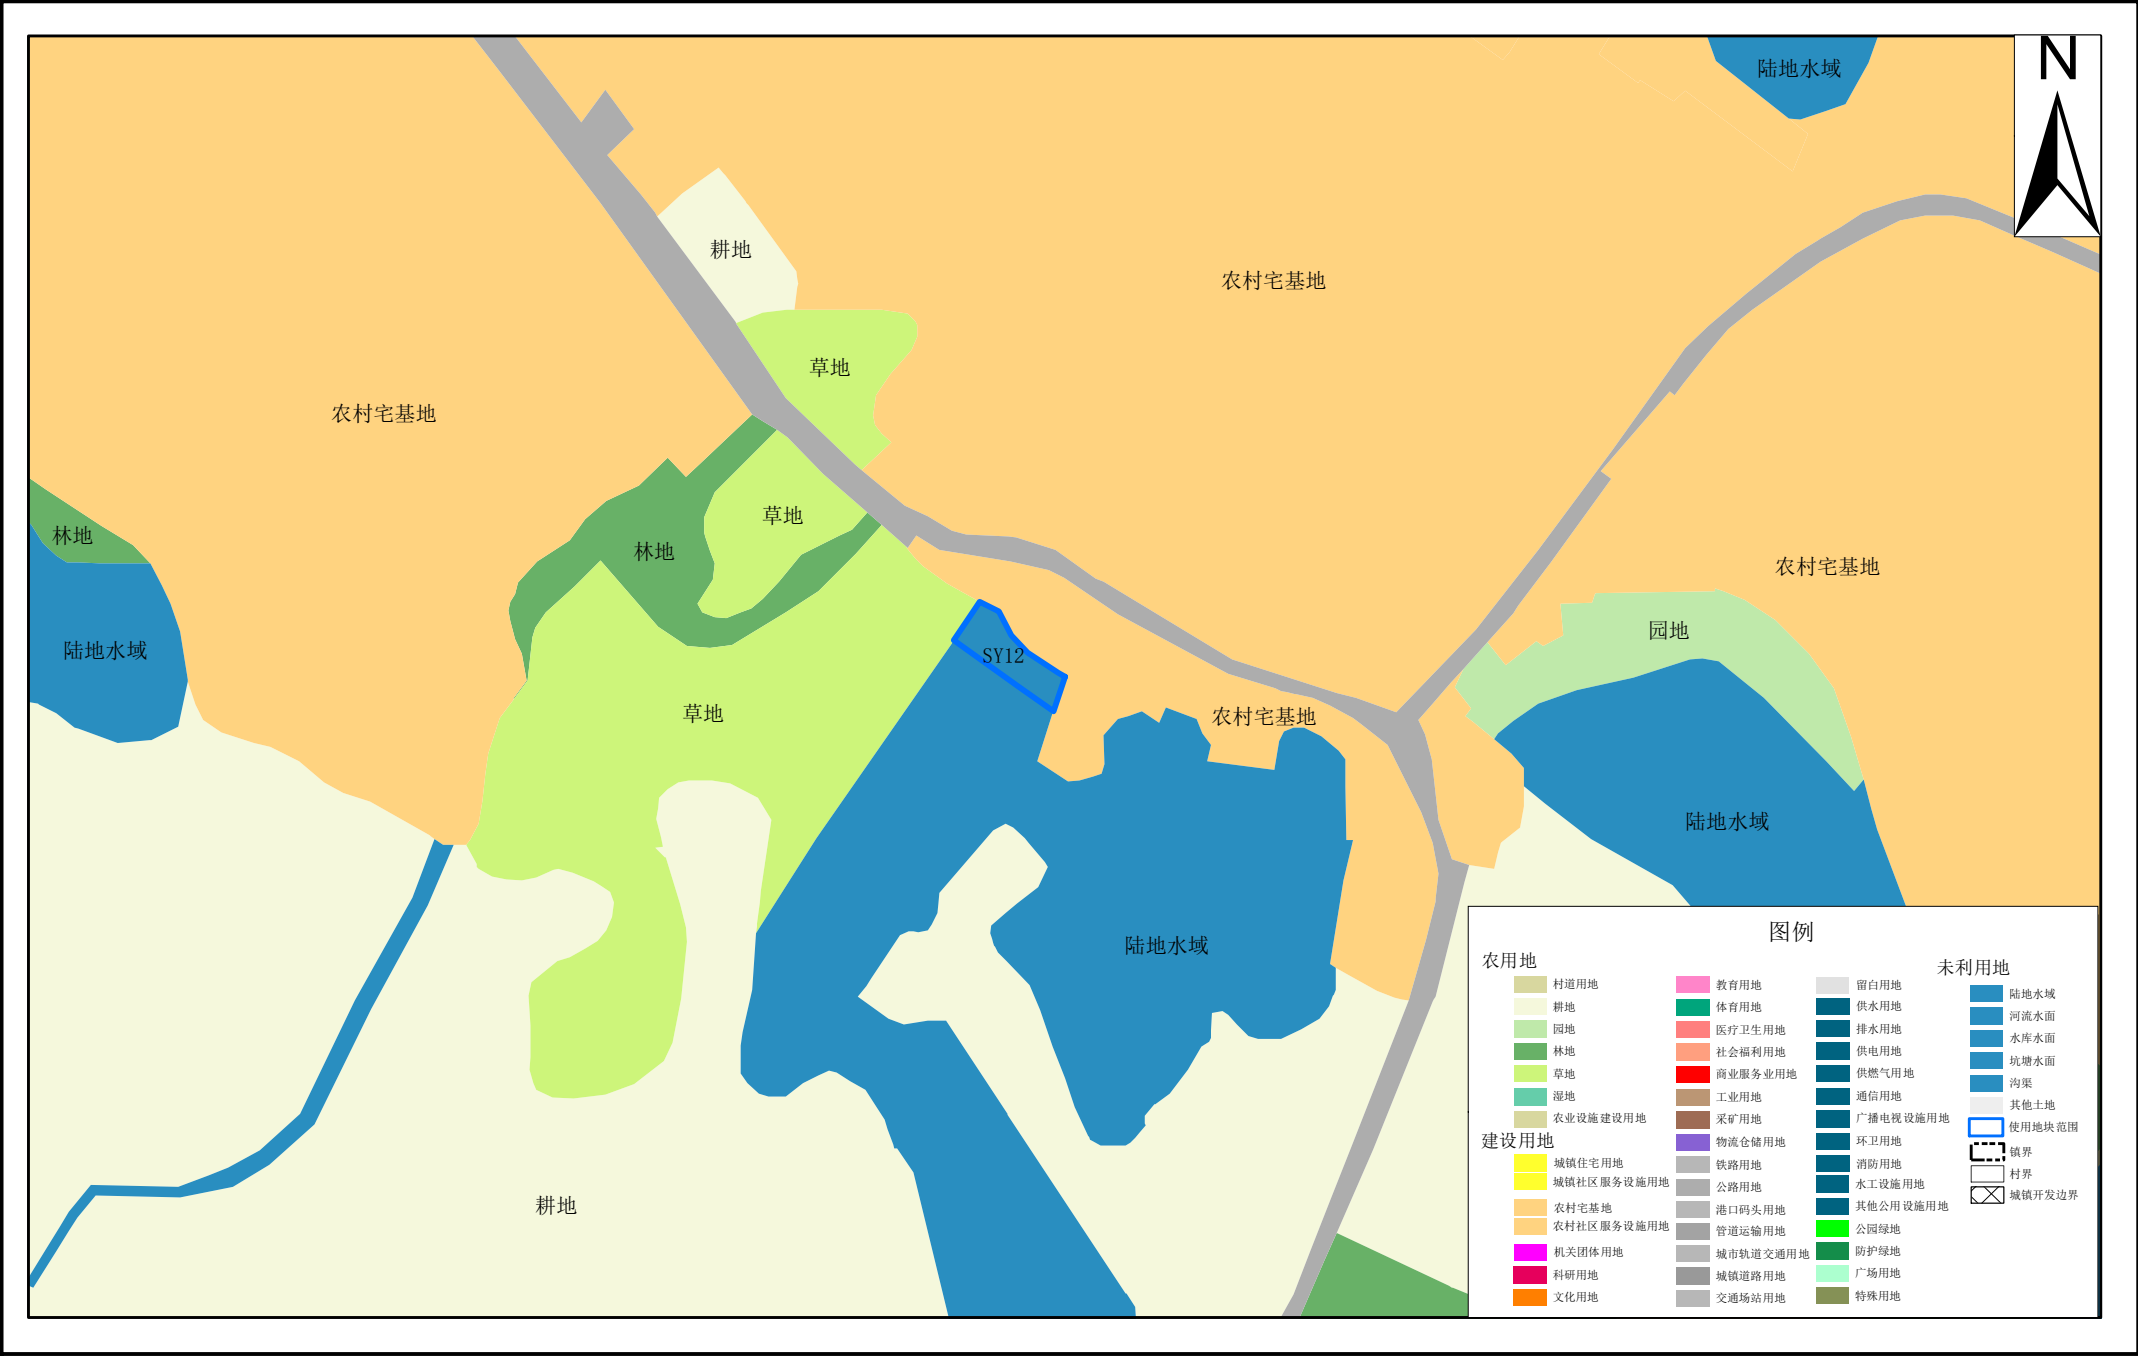 陆地水域
N
耕地
农村宅基地
草地
农村宅基地
草地
林地
林地
农村宅基地
园地
陆地水域
SY12
草地
农村宅基地
陆地水域
陆地水域
耕地
图例
农用地
村道用地
耕地
园地
林地
草地
湿地
农业设施建设用地
建设用地
城镇住宅用地
城镇社区服务设施用地
农村宅基地
农村社区服务设施用地
机关团体用地
科研用地
文化用地
教育用地
体育用地
医疗卫生用地
社会福利用地
商业服务业用地
工业用地
采矿用地
物流仓储用地
铁路用地
公路用地
港口码头用地
管道运输用地
城市轨道交通用地
城镇道路用地
交通场站用地
留白用地
供水用地
排水用地
供电用地
供燃气用地
通信用地
广播电视设施用地
环卫用地
消防用地
水工设施用地
其他公用设施用地
公园绿地
防护绿地
广场用地
特殊用地
未利用地
陆地水域
河流水面
水库水面
坑塘水面
沟渠
其他土地
使用地块范围
镇界
村界
城镇开发边界